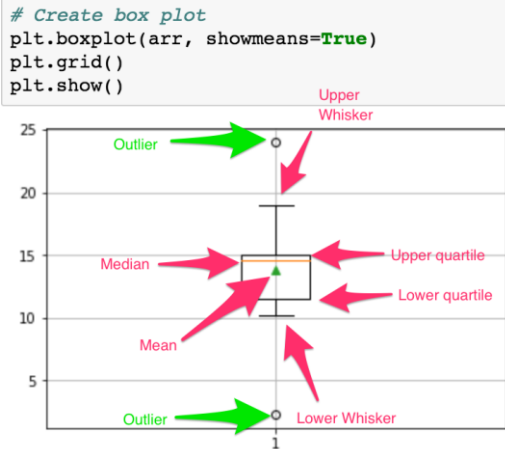 # Create box plot
plt.boxplot(arr, showmeans=True)
plt.grid()
plt.show()
Upper
Whisker
25
Outlier
20
15
Upper quartile
Median
Lower quartile
10
Mean
5
Outlier
Lower Whisker
1